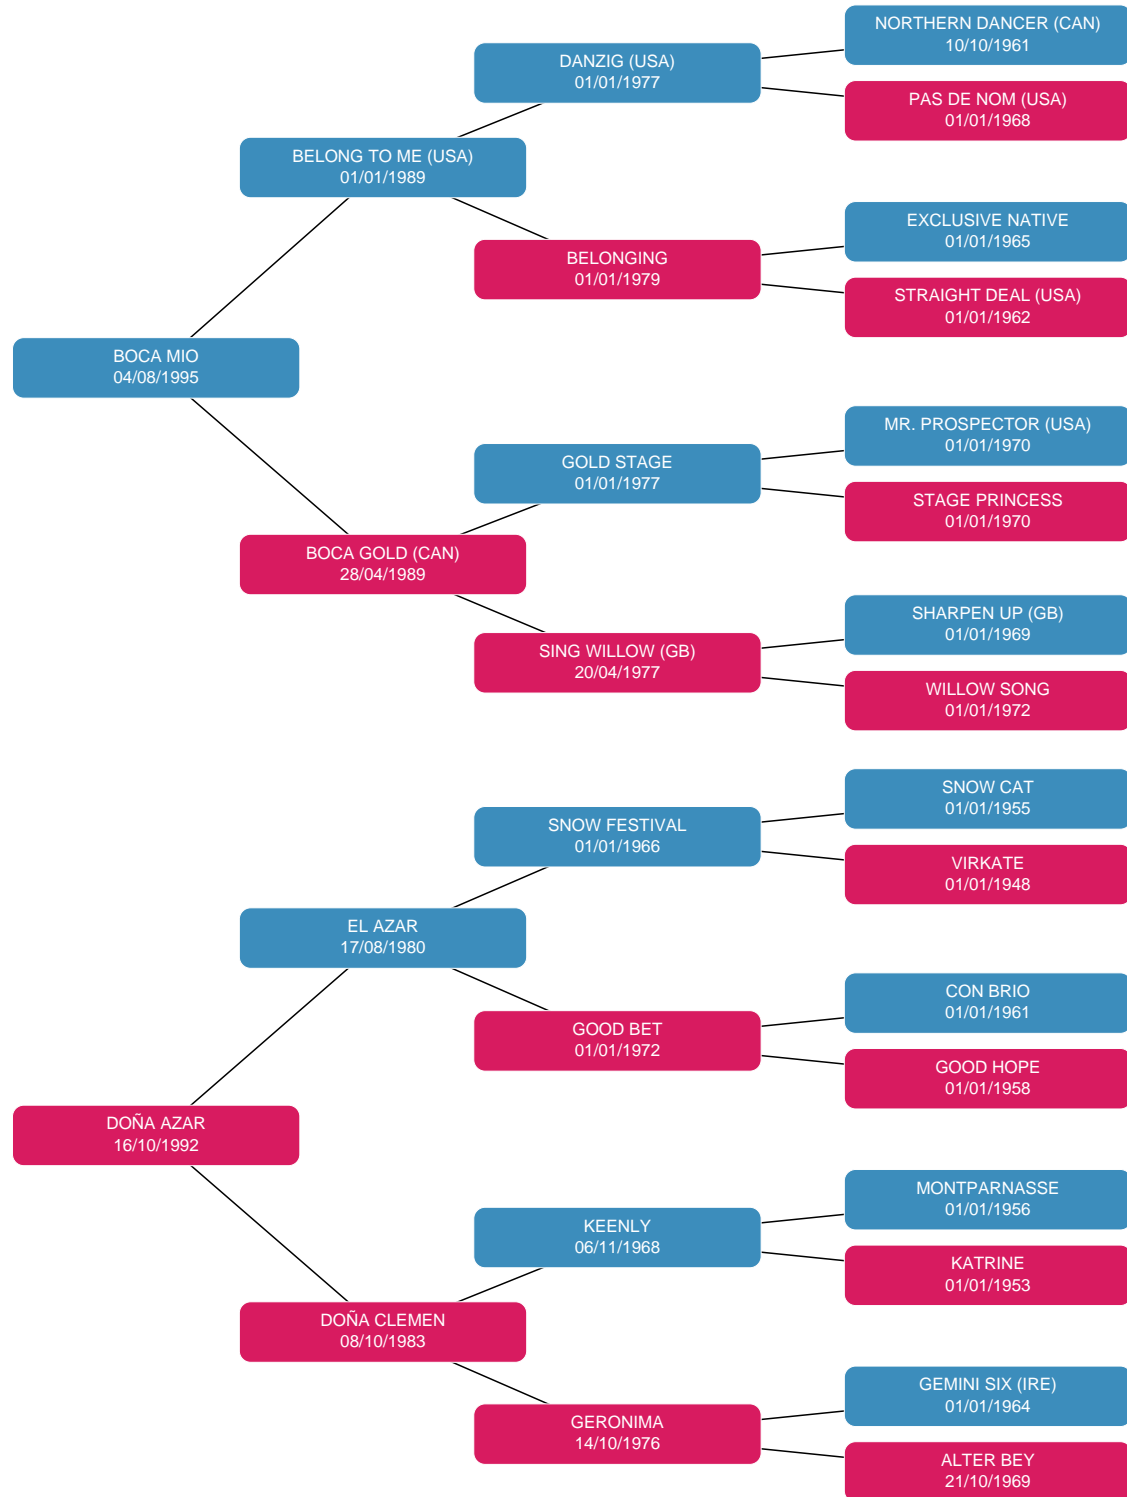 NORTHERN DANCER (CAN)
10/10/1961
DANZIG (USA)
01/01/1977
PAS DE NOM (USA)
01/01/1968
BELONG TO ME (USA)
01/01/1989
EXCLUSIVE NATIVE
01/01/1965
BELONGING
01/01/1979
STRAIGHT DEAL (USA)
01/01/1962
BOCA MIO
04/08/1995
MR. PROSPECTOR (USA)
01/01/1970
GOLD STAGE
01/01/1977
STAGE PRINCESS
01/01/1970
BOCA GOLD (CAN)
28/04/1989
SHARPEN UP (GB)
01/01/1969
SING WILLOW (GB)
20/04/1977
WILLOW SONG
01/01/1972
SNOW CAT
01/01/1955
SNOW FESTIVAL
01/01/1966
VIRKATE
01/01/1948
EL AZAR
17/08/1980
CON BRIO
01/01/1961
GOOD BET
01/01/1972
GOOD HOPE
01/01/1958
DOÑA AZAR
16/10/1992
MONTPARNASSE
01/01/1956
KEENLY
06/11/1968
KATRINE
01/01/1953
DOÑA CLEMEN
08/10/1983
GEMINI SIX (IRE)
01/01/1964
GERONIMA
14/10/1976
ALTER BEY
21/10/1969